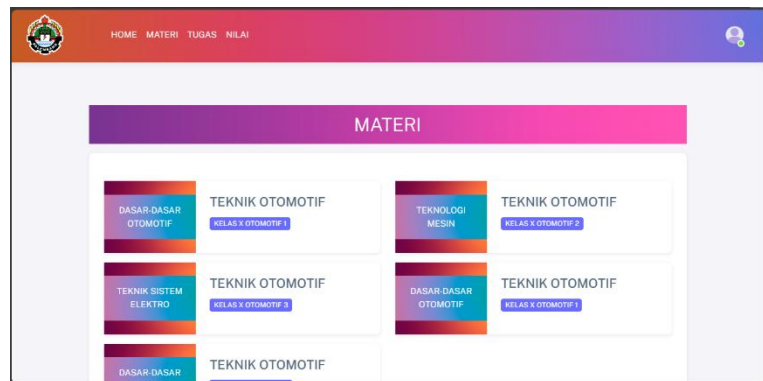 HOME MATERI TUGAS NILAI
MATERI
DASAR-DASAR
OTOMOTIF
TEKNIK OTOMOTIF
KELAS X OTOMOTIF 1
TEKNOLOGI
MESIN
TEKNIK OTOMOTIF
KELAS X OTOMOTIF 2
TEKNIK SISTEM
ELEKTRO
TEKNIK OTOMOTIF
KELAS X OTOMOTIF 3
DASAR-DASAR
OTOMOTIF
TEKNIK OTOMOTIF
KELAS X OTOMOTIF 1
DASAR-DASAR
TEKNIK OTOMOTIF